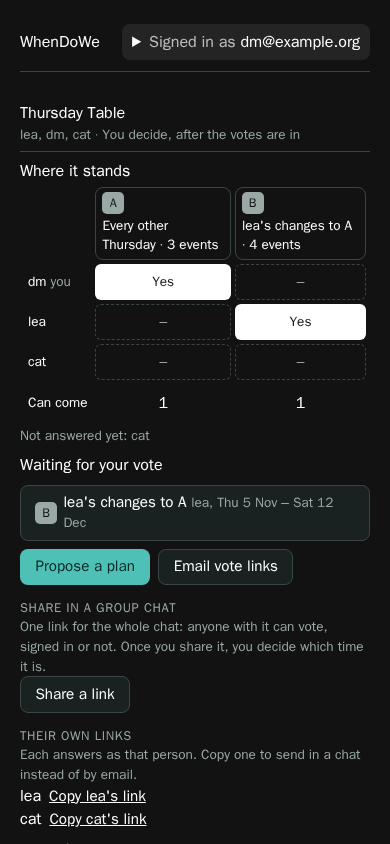 WhenDoWe
▶ Signed in as dm@example.org
Thursday Table
lea, dm, cat · You decide, after the votes are in
Where it stands
A
Every other
Thursday · 3 events
B
lea's changes to A
· 4 events
dm you
Yes
–
lea
–
Yes
cat
–
–
Can come
1
1
Not answered yet: cat
Waiting for your vote
B
lea's changes to A lea, Thu 5 Nov – Sat 12
Dec
Propose a plan
Email vote links
SHARE IN A GROUP CHAT
One link for the whole chat: anyone with it can vote,
signed in or not. Once you share it, you decide which time
it is.
Share a link
THEIR OWN LINKS
Each answers as that person. Copy one to send in a chat
instead of by email.
lea Copy lea's link
cat Copy cat's link